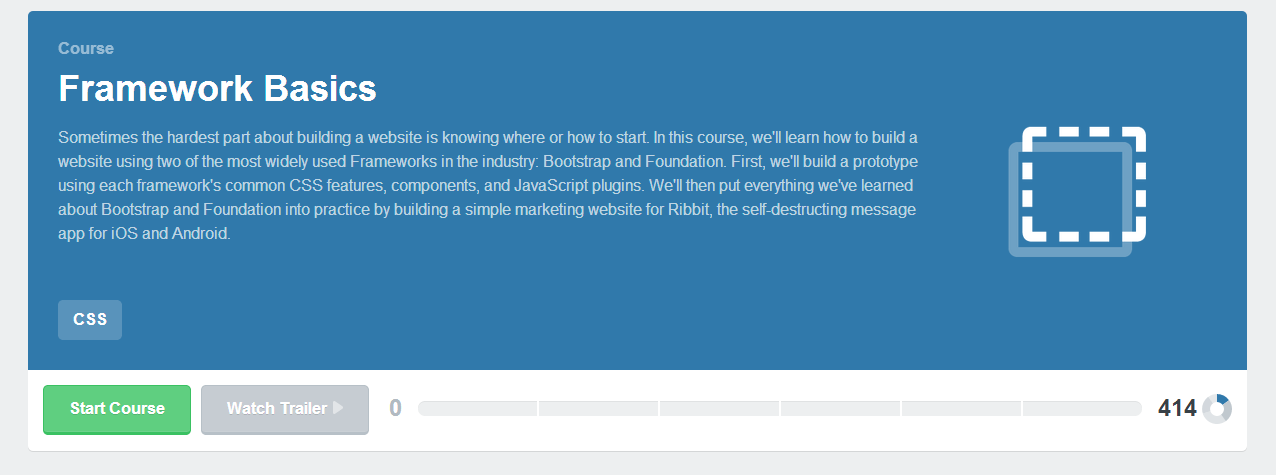 Course
Framework Basics
Sometimes the hardest part about building a website is knowing where or how to start. In this course, we'll learn how to build a
website using two of the most widely used Frameworks in the industry: Bootstrap and Foundation. First, we'll build a prototype
using each framework's common CSS features, components, and JavaScript plugins. We'll then put everything we've learned
about Bootstrap and Foundation into practice by building a simple marketing website for Ribbit, the self-destructing message
app for iOS and Android.
CSS
Start Course Watch Trailer 0 414